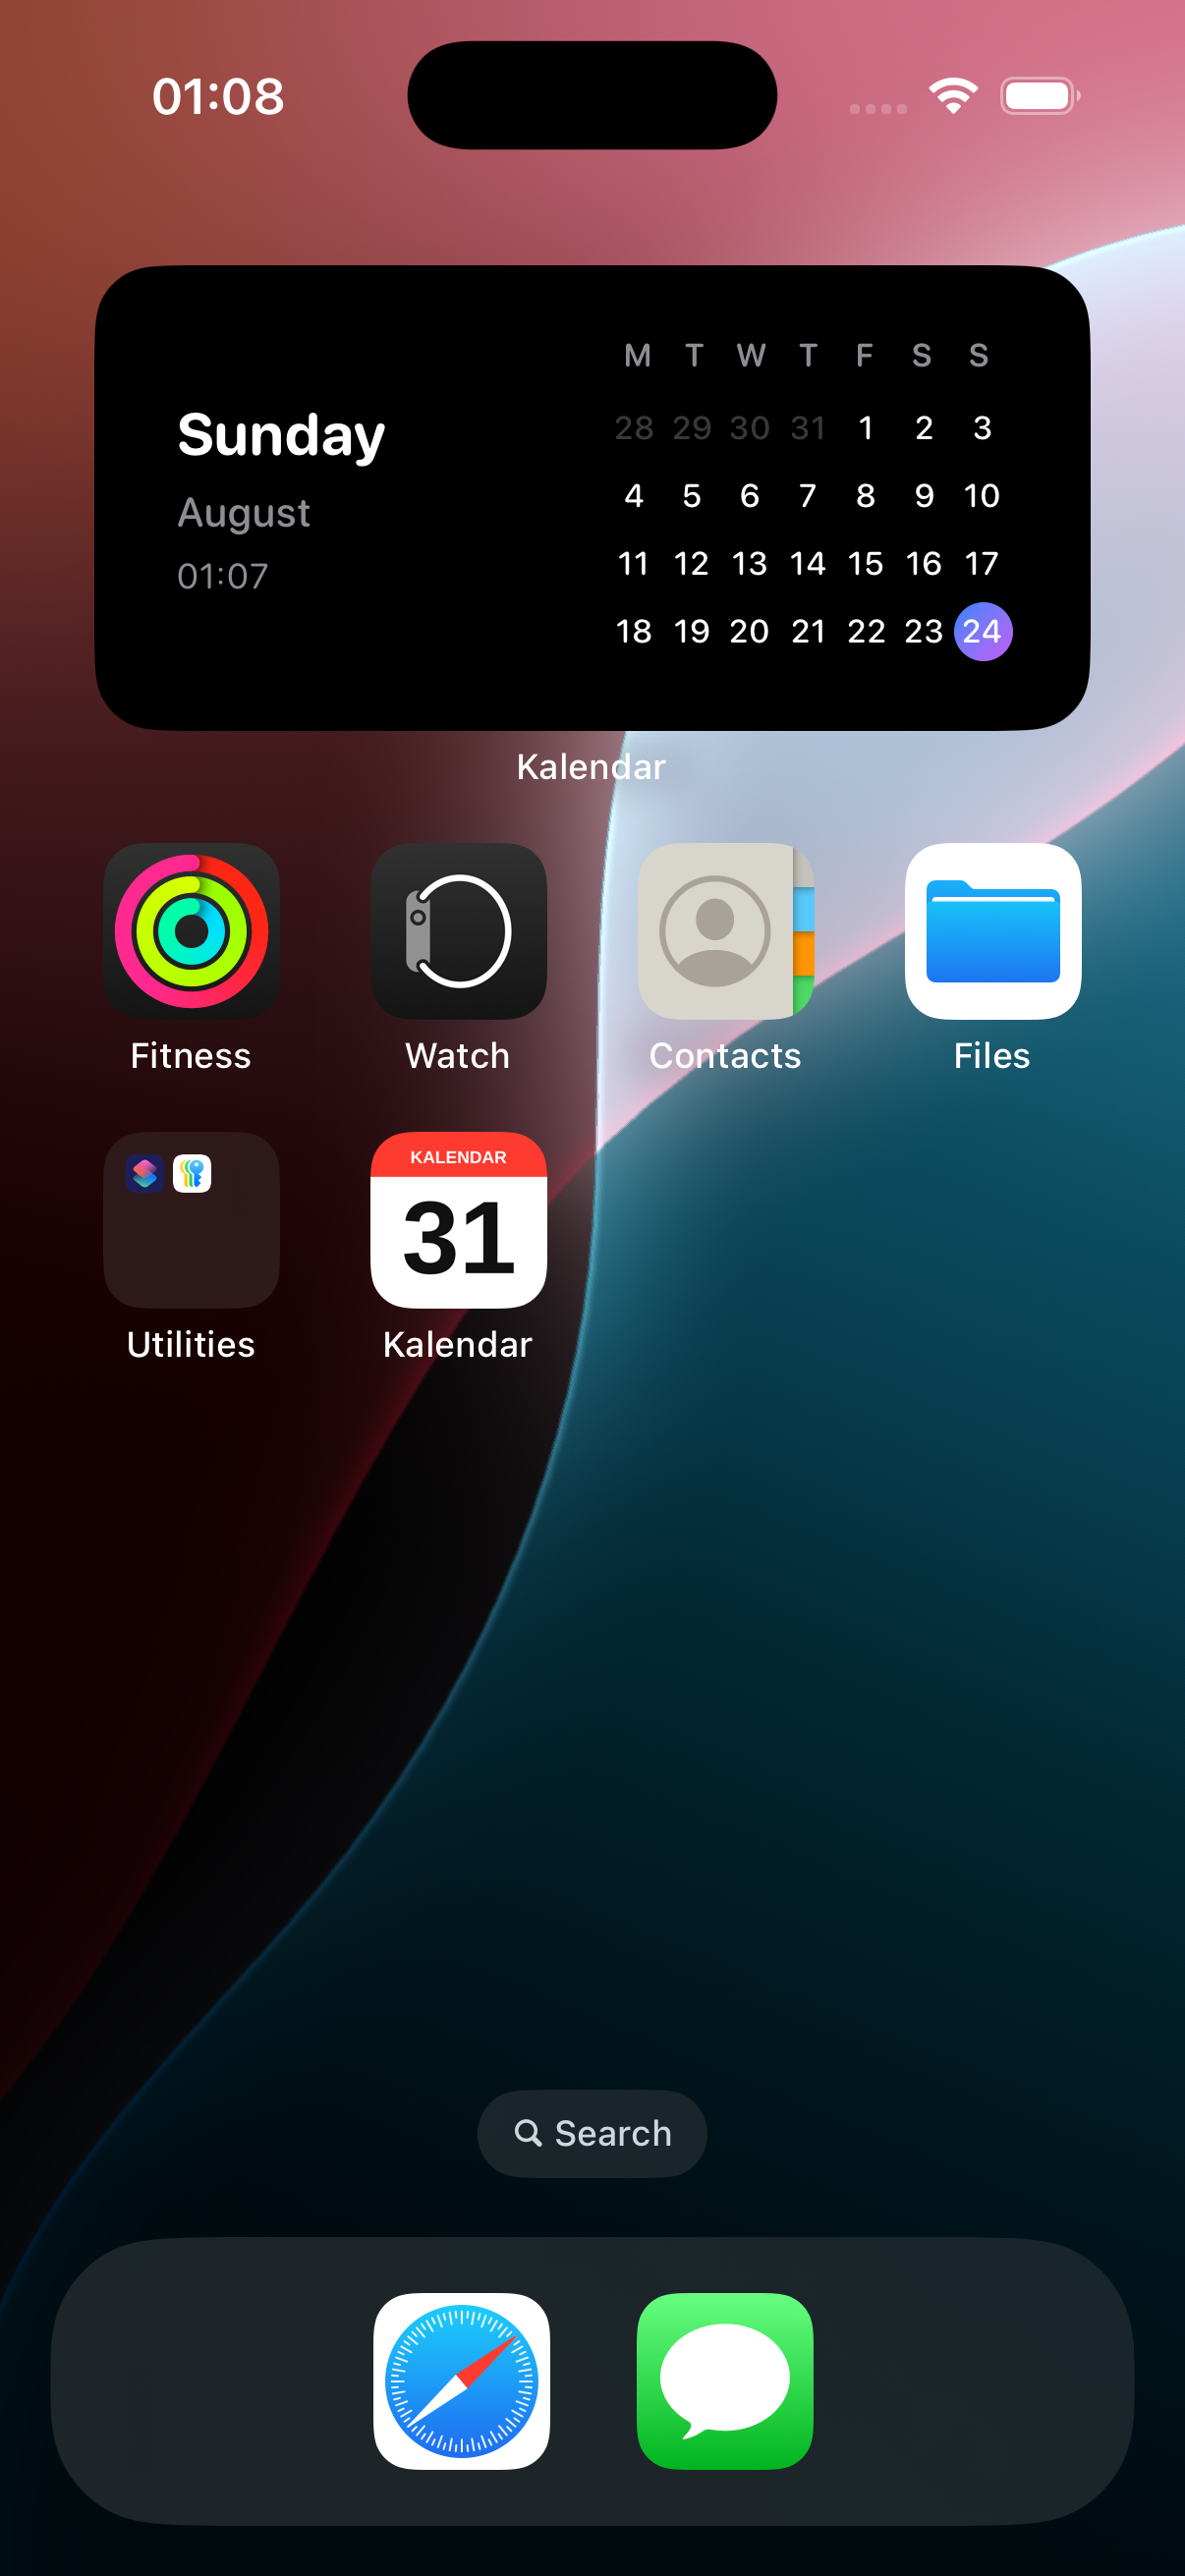 01:08
M T W T F S S
Sunday
August
01:07
28 29 30 31 1 2 3
4 5 6 7 8 9 10
11 12 13 14 15 16 17
18 19 20 21 22 23 24
Kalendar
Fitness Watch Contacts Files
KALENDAR
31
Utilities Kalendar
Search